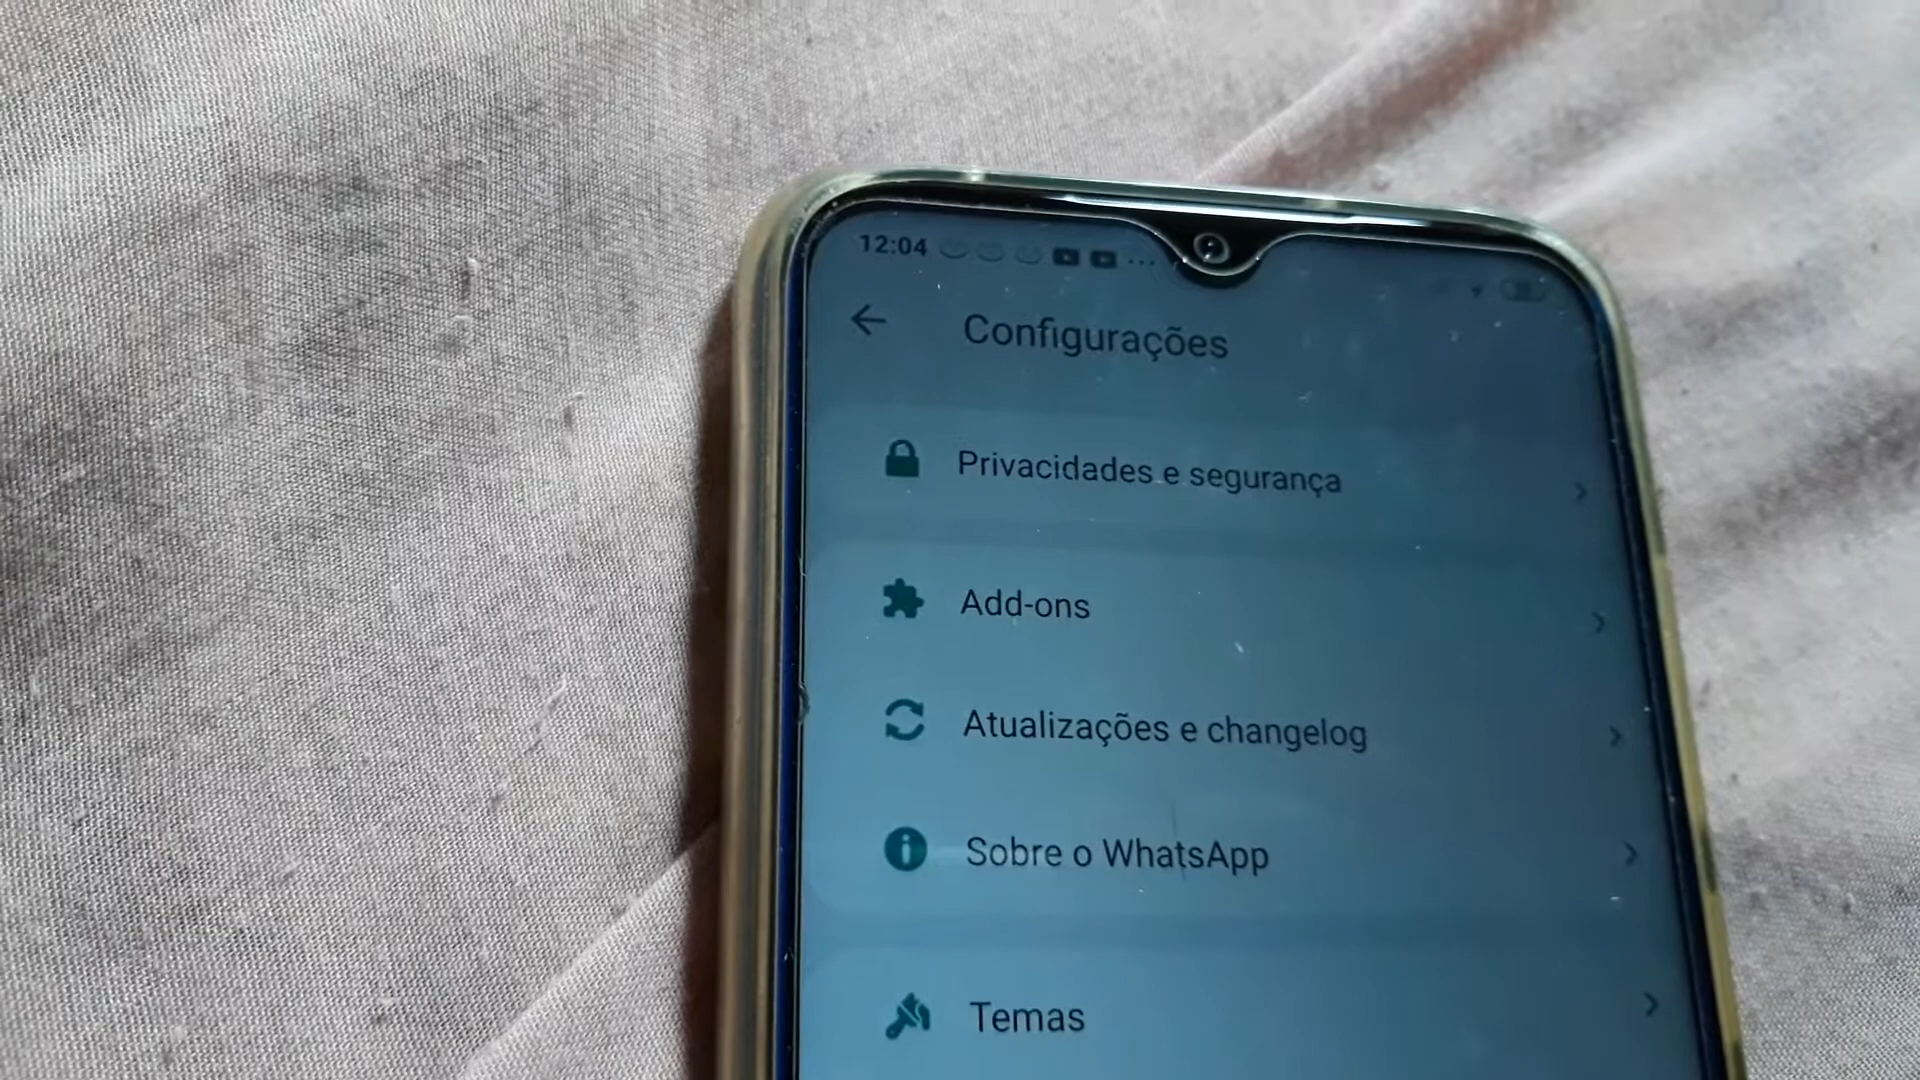 12:04
Configurações
Privacidades e segurança
Add-ons
Atualizações e changelog
Sobre o WhatsApp
Temas